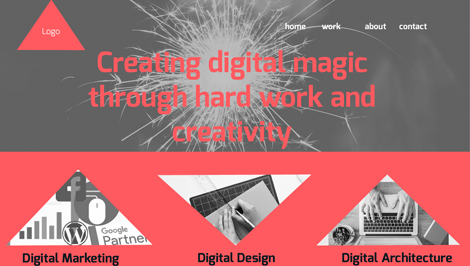 Logo
home work about contact
Creating digital magic
through hard work and
creativity
f
W
Google
Partner
Digital Marketing
Digital Design
Digital Architecture